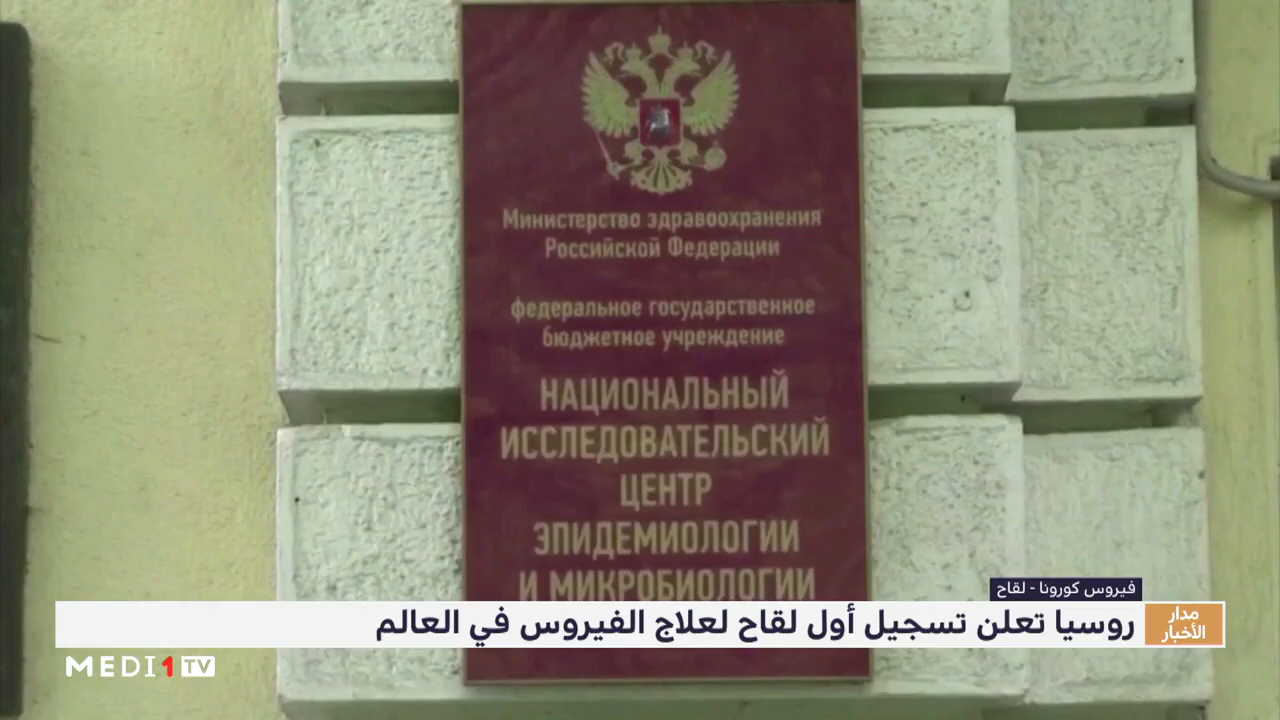 Министерство здравоохранения
Российской Федерации
федеральное государственное
бюджетное учреждение
НАЦИОНАЛЬНЫЙ
ИССЛЕДОВАТЕЛЬСКИЙ
ЦЕНТР
ЭПИДЕМИОЛОГИИ
И МИКРОБИОЛОГИИ
فيروس كورونا - لقاح
مدار
الأخبار
روسيا تعلن تسجيل أول لقاح لعلاج الفيروس في العالم
MEDI1TV